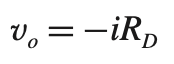 v_o = −iR_D